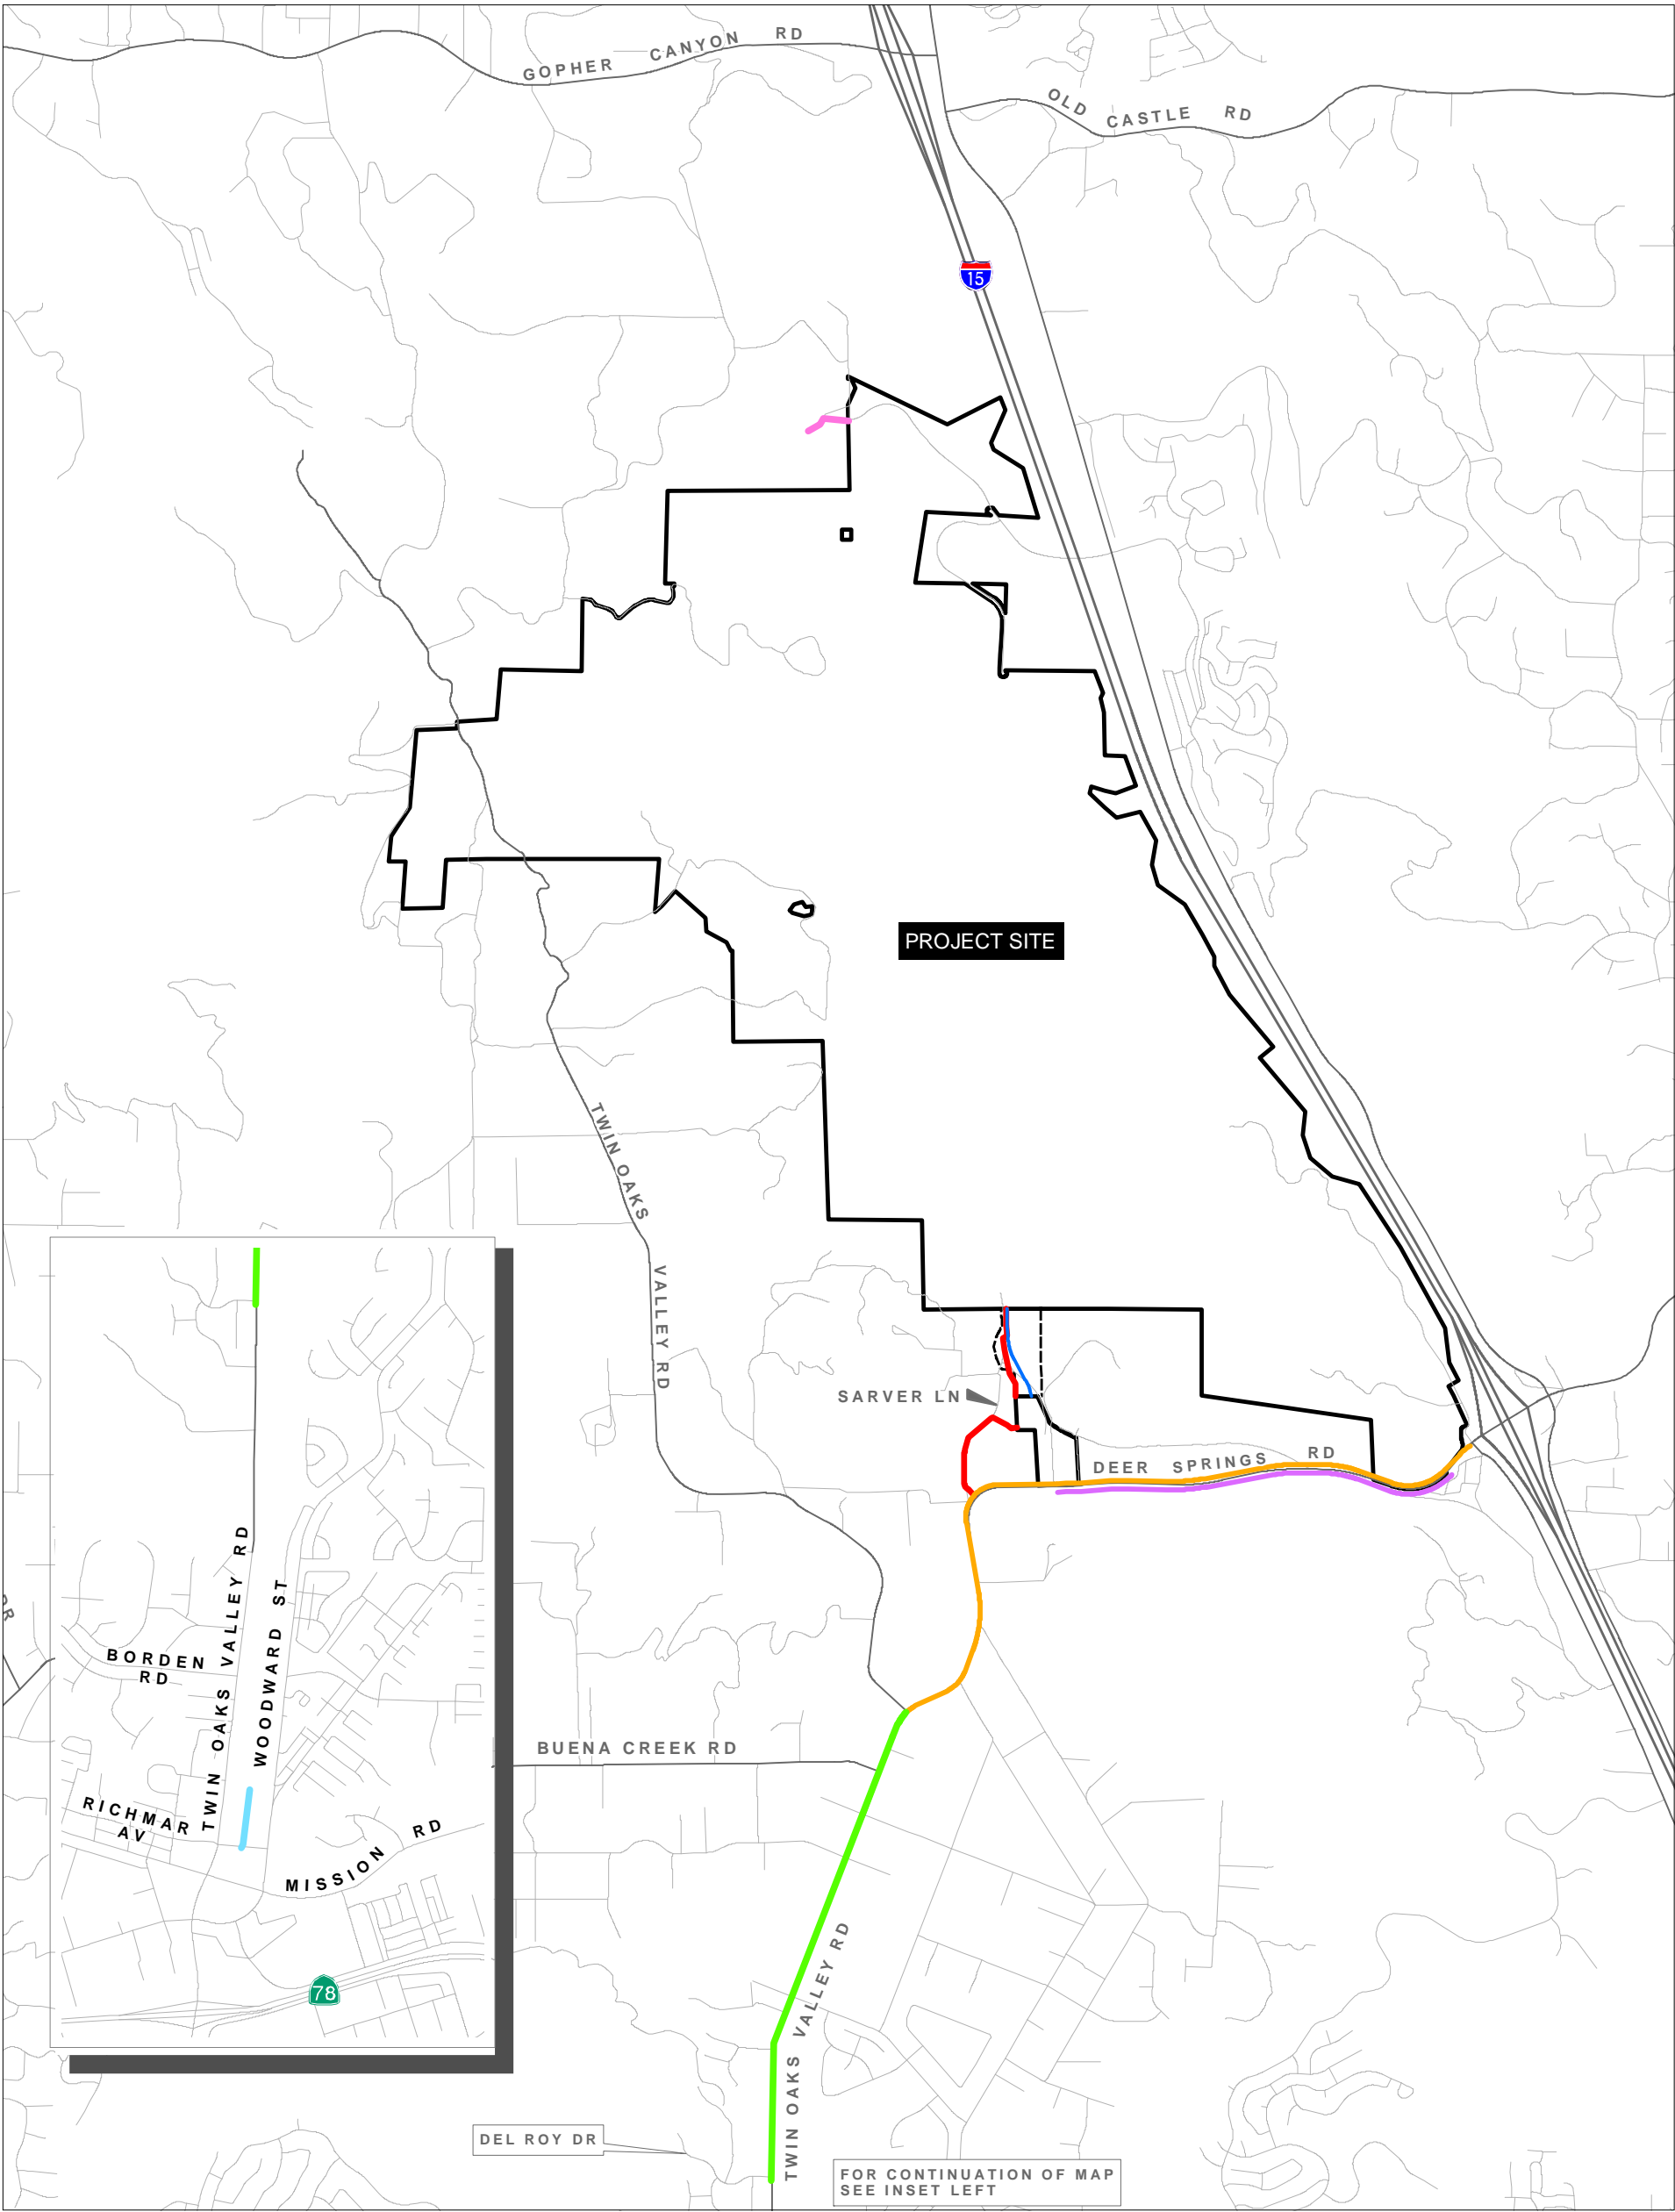 GOPHER CANYON RD
OLD CASTLE RD
15
PROJECT SITE
TWIN OAKS VALLEY RD
SARVER LN
DEER SPRINGS RD
DR
TWIN OAKS VALLEY RD
WOODWARD ST
BORDEN
RD
RICHMAR
AV
MISSION RD
78
BUENA CREEK RD
TWIN OAKS VALLEY RD
DEL ROY DR
FOR CONTINUATION OF MAP
SEE INSET LEFT